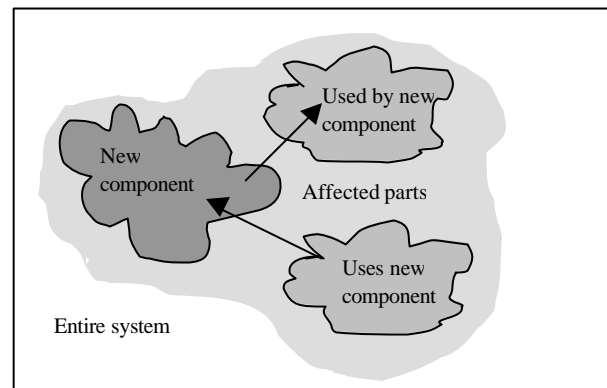 Used by new
component
New
component
Affected parts
Uses new
component
Entire system